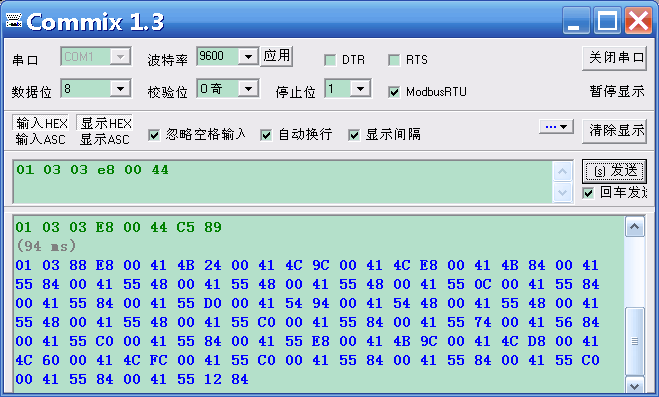 Commix 1.3
串口 COM1 波特率 9600 应用 DTR RTS 关闭串口
数据位 8 校验位 0 奇 停止位 1 ModbusRTU 暂停显示
输入HEX 显示HEX
输入ASC 显示ASC 忽略空格输入 自动换行 显示间隔 ... 清除显示
01 03 03 e8 00 44
(s) 发送
回车发送
01 03 03 E8 00 44 C5 89
(94 ms)
01 03 88 E8 00 41 4B 24 00 41 4C 9C 00 41 4C E8 00 41 4B 84 00 41
55 84 00 41 55 48 00 41 55 48 00 41 55 48 00 41 55 0C 00 41 55 84
00 41 55 84 00 41 55 D0 00 41 54 94 00 41 54 48 00 41 55 48 00 41
55 48 00 41 55 48 00 41 55 C0 00 41 55 84 00 41 55 74 00 41 56 84
00 41 55 C0 00 41 55 84 00 41 55 E8 00 41 4B 9C 00 41 4C D8 00 41
4C 60 00 41 4C FC 00 41 55 C0 00 41 55 84 00 41 55 84 00 41 55 C0
00 41 55 84 00 41 55 12 84